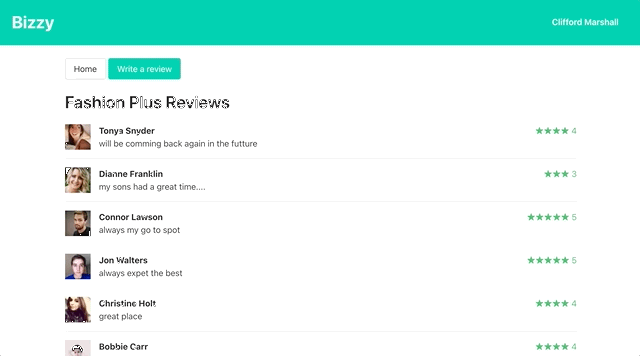 Bizzy
Clifford Marshall
Home
Write a review
Fashion Plus Reviews
Tonya Snyder
★★★★ 4
will be comming back again in the futture
Dianne Franklin
★★★ 3
my sons had a great time....
Connor Lawson
★★★★★ 5
always my go to spot
Jon Walters
★★★★★ 5
always expet the best
Christine Holt
★★★★ 4
great place
Bobbie Carr
★★★★ 4